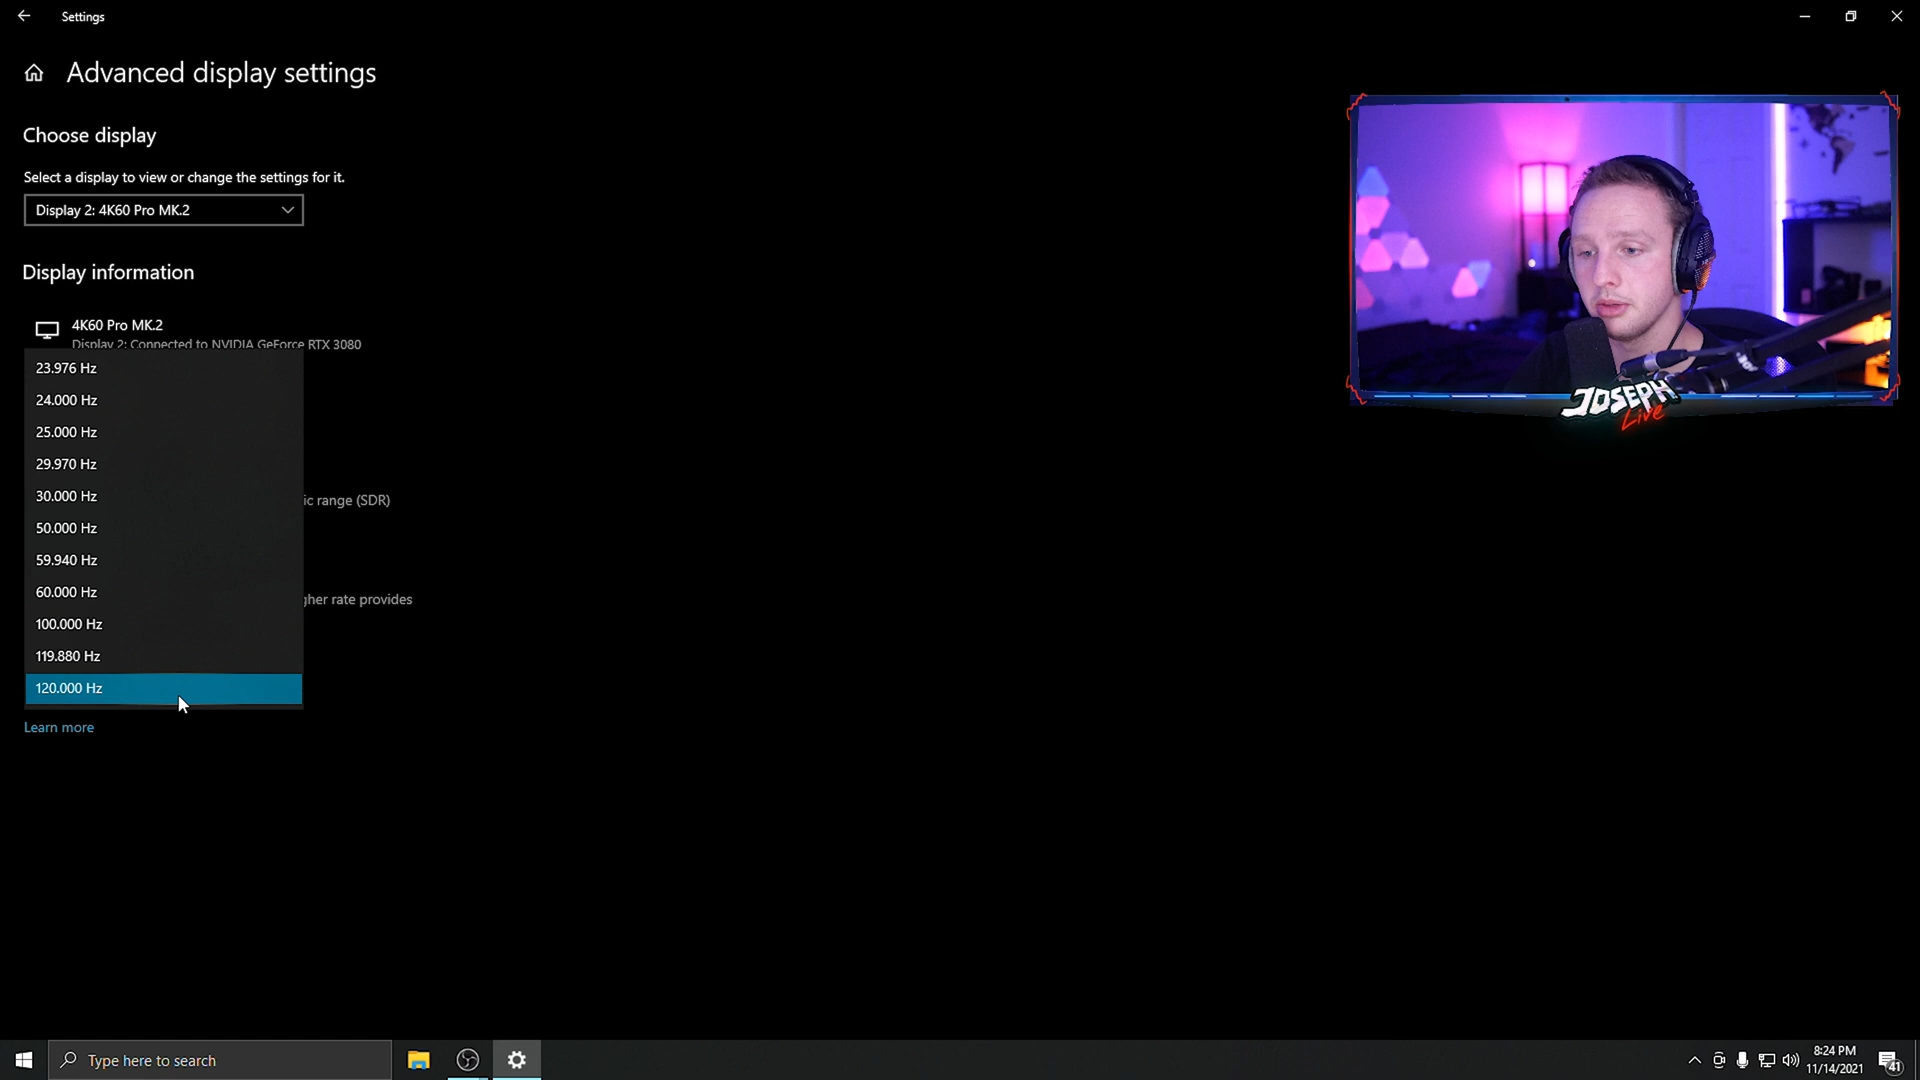 Settings
Advanced display settings
Choose display
Select a display to view or change the settings for it.
Display 2: 4K60 Pro MK.2
Display information
4K60 Pro MK.2
Display 2: Connected to NVIDIA GeForce RTX 3080
23.976 Hz
24.000 Hz
25.000 Hz
29.970 Hz
30.000 Hz
ic range (SDR)
50.000 Hz
59.940 Hz
60.000 Hz
gher rate provides
100.000 Hz
119.880 Hz
120.000 Hz
Learn more
JOSEPH
Live
Type here to search
8:24 PM
11/14/2021
41